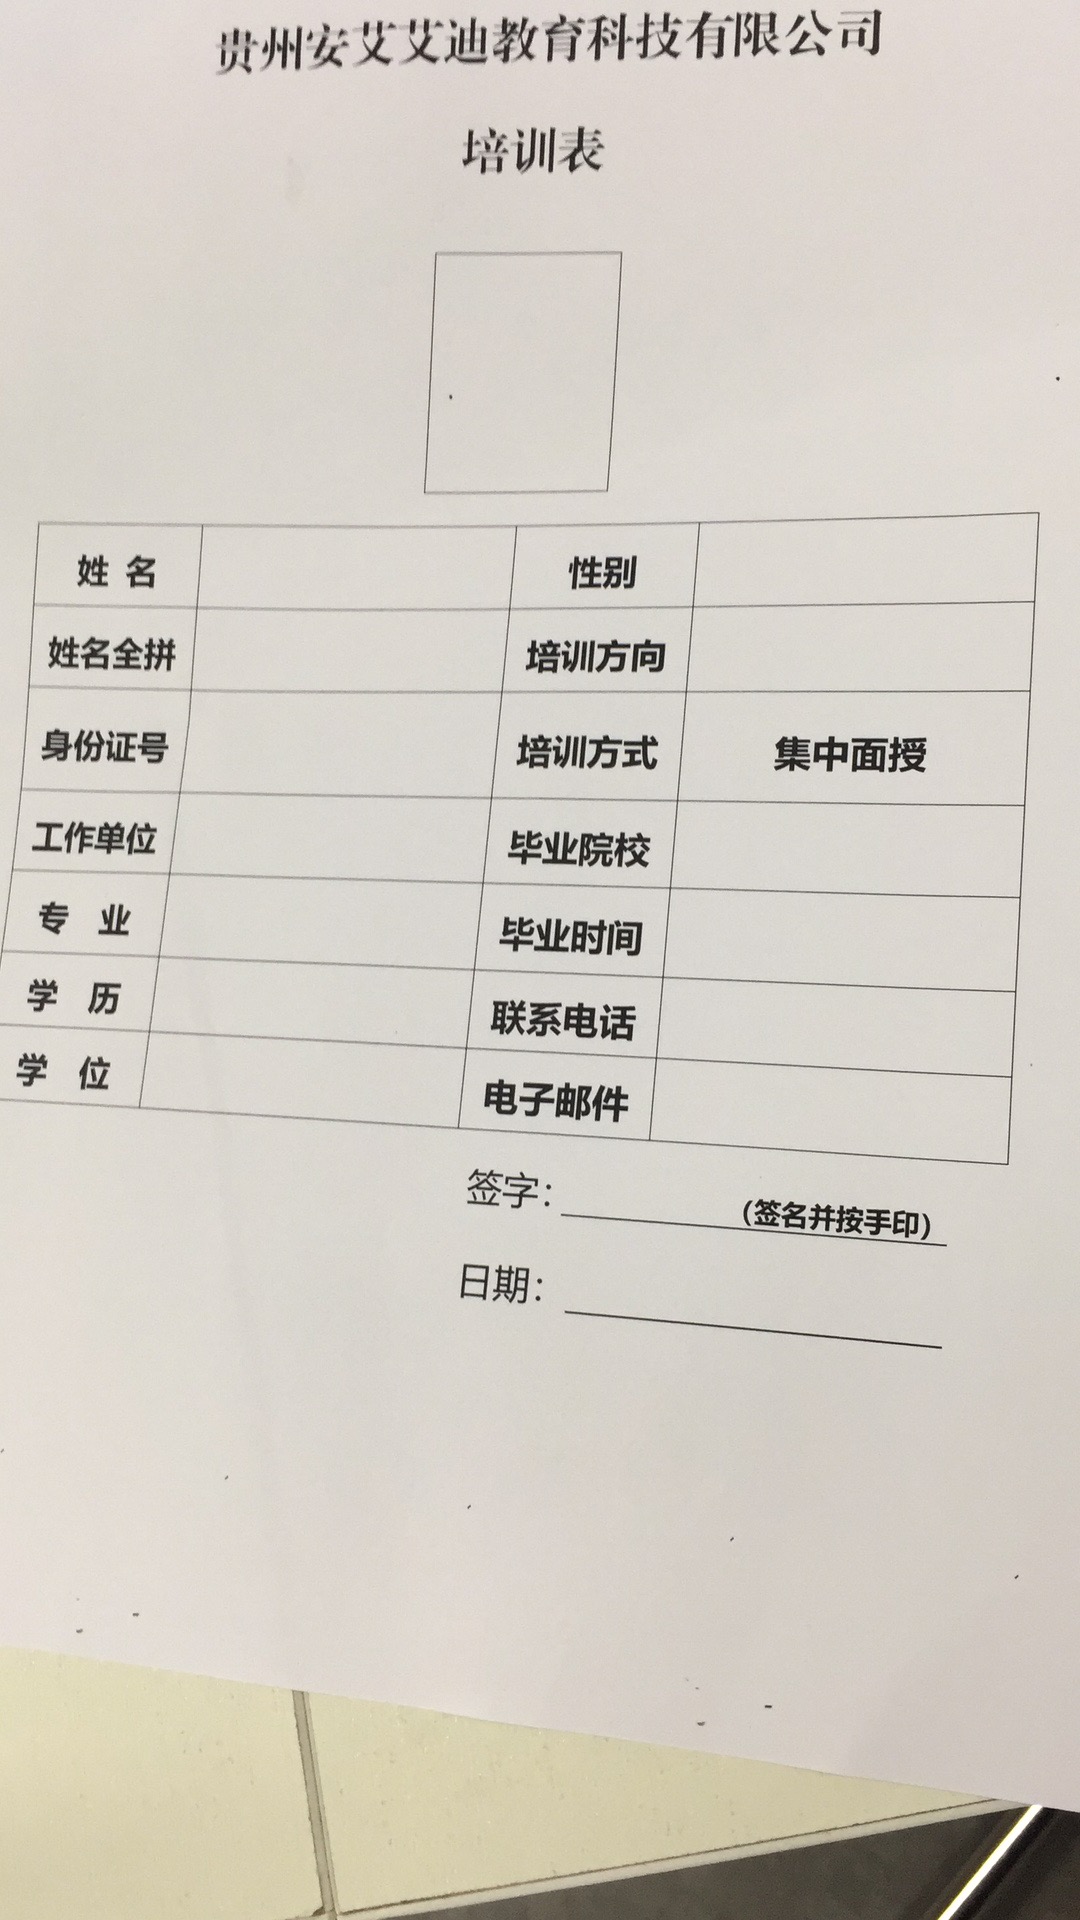 贵州安艾艾迪教育科技有限公司
培训表
姓 名 性别
姓名全拼 培训方向
身份证号 培训方式 集中面授
工作单位 毕业院校
专 业 毕业时间
学 历 联系电话
学 位 电子邮件
签字：（签名并按手印）
日期：